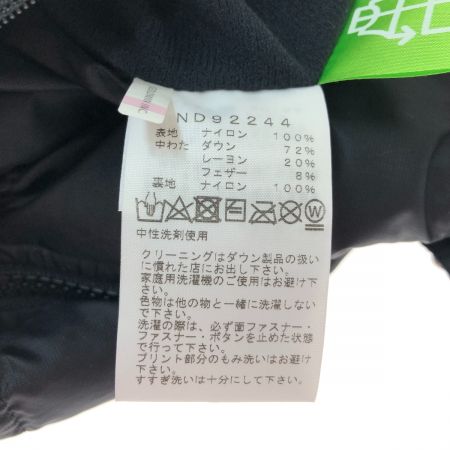 ND92244
表地 ナイロン 100%
中わた ダウン 72%
レーヨン 20%
フェザー 8%
裏地 ナイロン 100%
W
中性洗剤使用
クリーニングはダウン製品の扱い
に慣れた店にお出し下さい。
家庭用洗濯機のご使用はお避け下
さい。
色物は他の物と一緒に洗濯しない
で下さい。
洗濯の際は、必ず面ファスナー・
ファスナー・ボタンを止めた状態
で行って下さい。
プリント部分のもみ洗いはお避け
下さい。
すすぎ洗いは十分にして下さい。